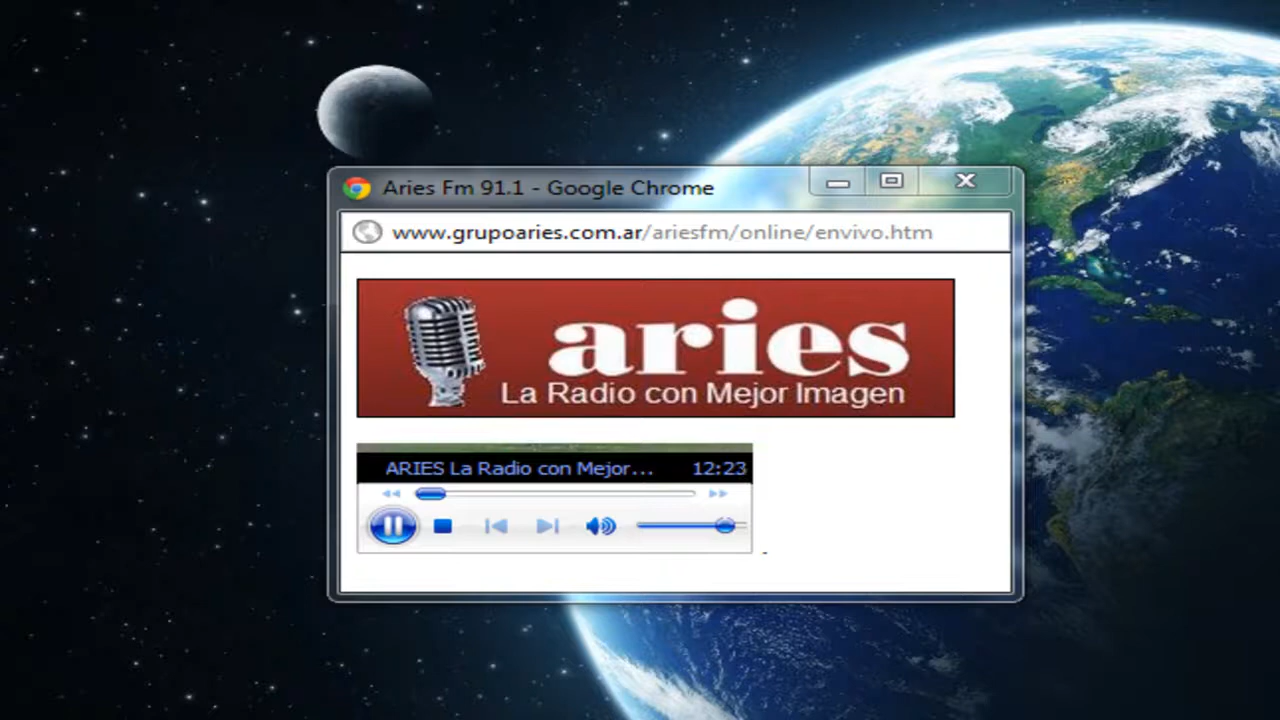 Aries Fm 91.1 - Google Chrome
www.grupoaries.com.ar/ariesfm/online/envivo.htm
aries
La Radio con Mejor Imagen
ARIES La Radio con Mejor... 12:23